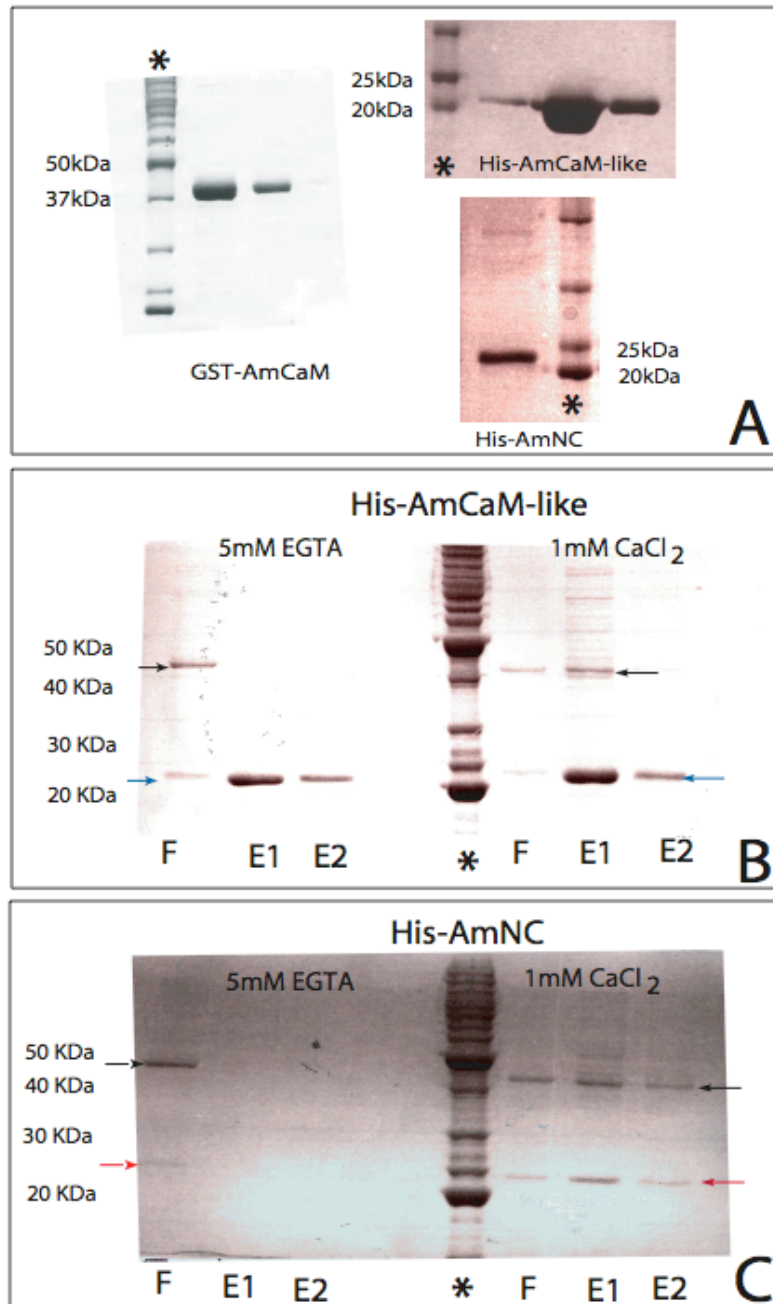 *
50kDa
37kDa
GST-AmCaM
25kDa
20kDa
* His-AmCaM-like
25kDa
20kDa
*
His-AmNC
A
His-AmCaM-like
5mM EGTA 1mM CaCl2
50 KDa
40 KDa
30 KDa
20 KDa
F E1 E2 * F E1 E2
B
His-AmNC
5mM EGTA 1mM CaCl2
50 KDa
40 KDa
30 KDa
20 KDa
F E1 E2 * F E1 E2
C